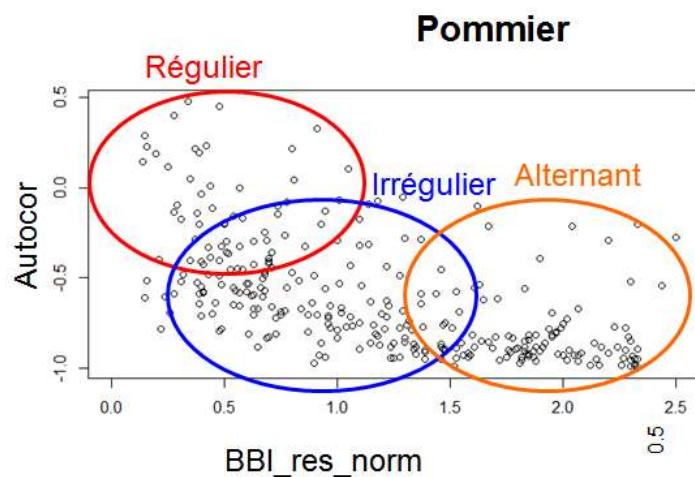 Pommier
Régulier
Irrégulier
Alternant
Autocor
0.5
0.0
-0.5
-1.0
0.0 0.5 1.0 1.5 2.0 2.5
0.5
BBI_res_norm